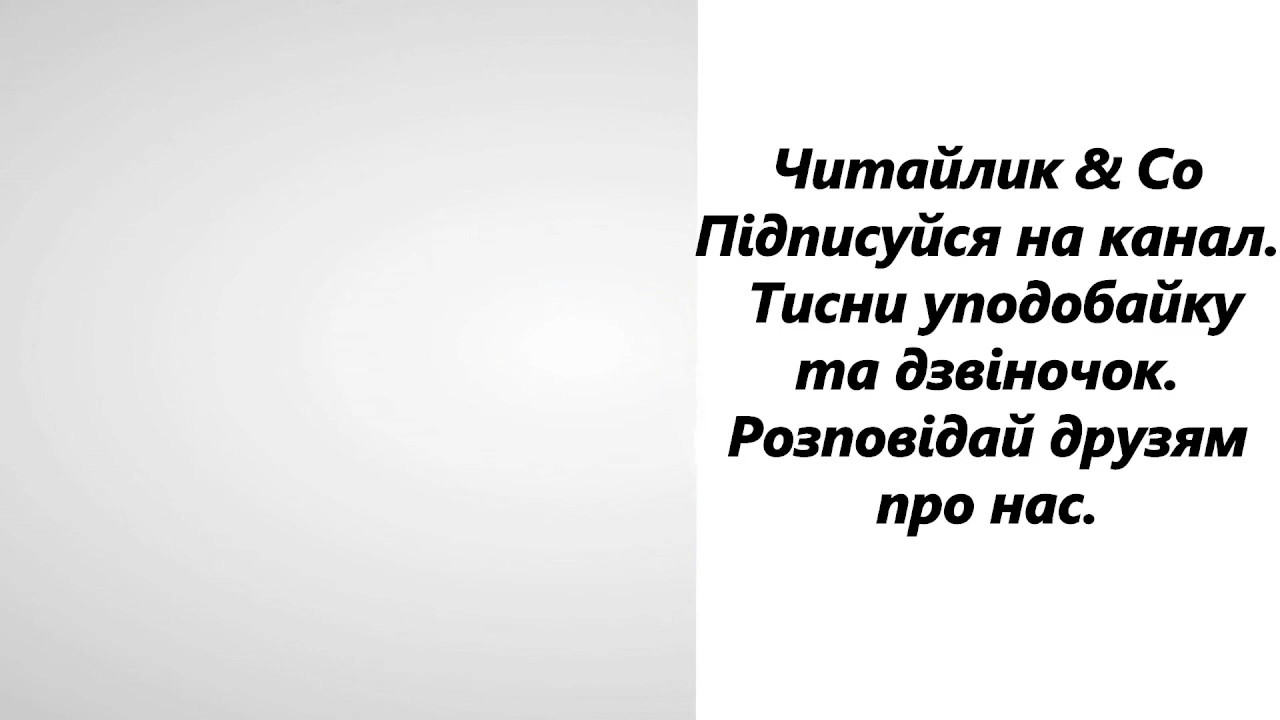 Читайлик & Co
Підписуйся на канал.
Тисни уподобайку
та дзвіночок.
Розповідай друзям
про нас.